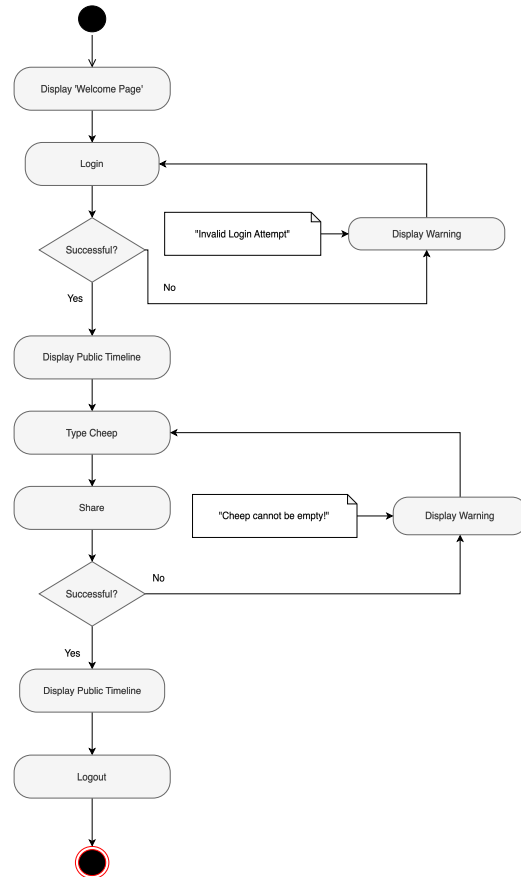 Display 'Welcome Page'
Login
Successful?
"Invalid Login Attempt"
Display Warning
No
Yes
Display Public Timeline
Type Cheep
Share
"Cheep cannot be empty!"
Display Warning
No
Successful?
Yes
Display Public Timeline
Logout